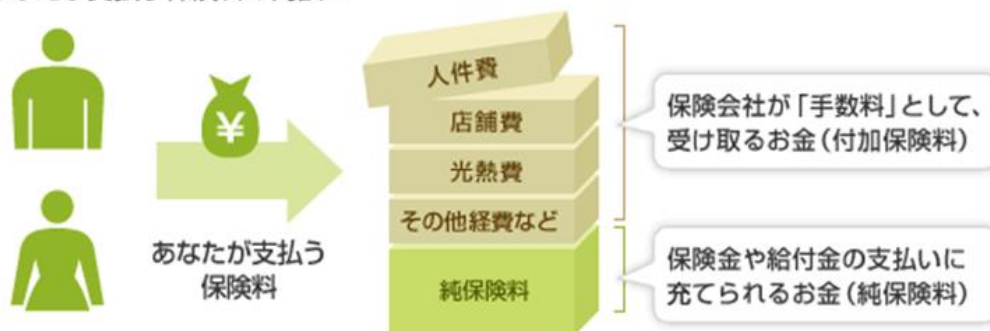 人件費
店舗費
光熱費
その他経費など
純保険料
¥
あなたが支払う
保険料
保険会社が「手数料」として、
受け取るお金(付加保険料)
保険金や給付金の支払いに
充てられるお金(純保険料)